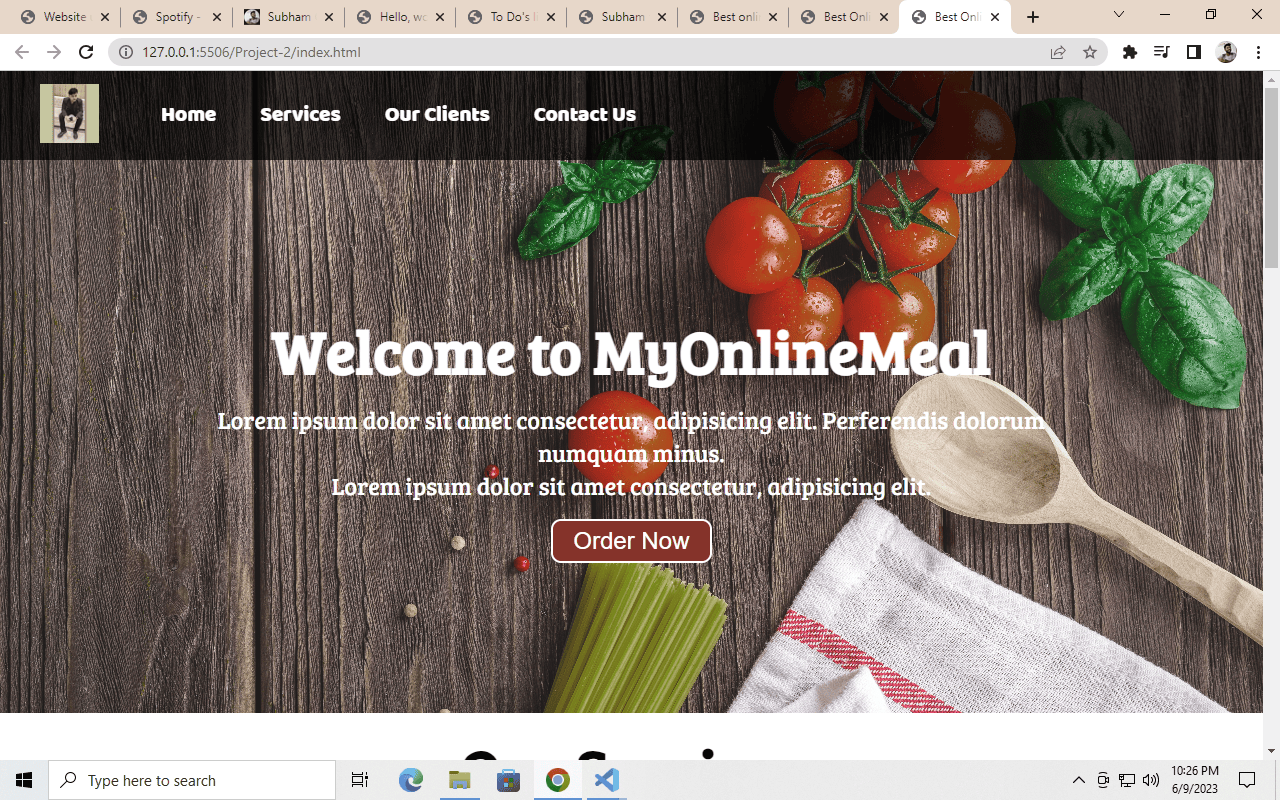 Website
Spotify -
Subham
Hello, wo
To Do's
Subham
Best onli
Best Onl
Best Onl
127.0.0.1:5506/Project-2/index.html
Home Services Our Clients Contact Us
Welcome to MyOnlineMeal
Lorem ipsum dolor sit amet consectetur, adipisicing elit. Perferendis dolorum
numquam minus.
Lorem ipsum dolor sit amet consectetur, adipisicing elit.
Order Now
Type here to search
10:26 PM
6/9/2023